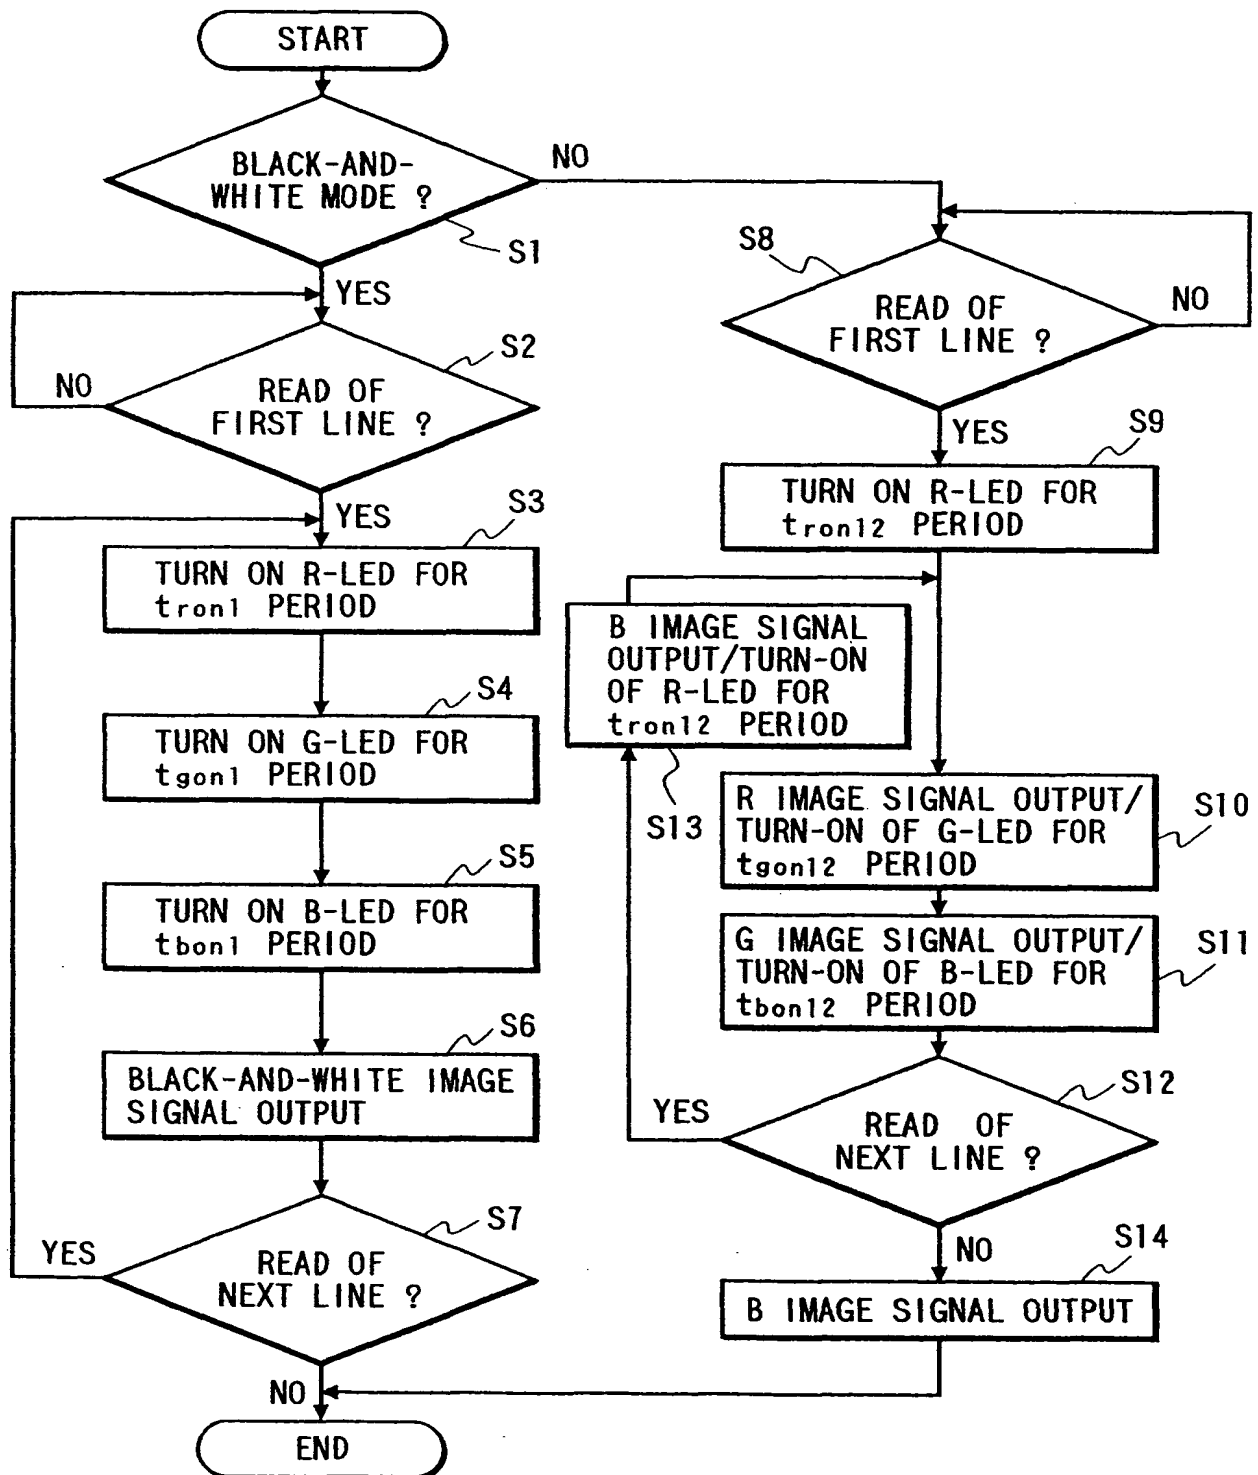 START
BLACK-AND-
WHITE MODE ?
S1
NO
YES
READ OF
FIRST LINE ?
S2
NO
YES
TURN ON R-LED FOR
tron1 PERIOD
S3
TURN ON G-LED FOR
tgon1 PERIOD
S4
TURN ON B-LED FOR
tbon1 PERIOD
S5
BLACK-AND-WHITE IMAGE
SIGNAL OUTPUT
S6
READ OF
NEXT LINE ?
S7
YES
NO
END
S8
READ OF
FIRST LINE ?
NO
YES
S9
TURN ON R-LED FOR
tron12 PERIOD
B IMAGE SIGNAL
OUTPUT/TURN-ON
OF R-LED FOR
tron12 PERIOD
S13
R IMAGE SIGNAL OUTPUT/
TURN-ON OF G-LED FOR
tgon12 PERIOD
S10
G IMAGE SIGNAL OUTPUT/
TURN-ON OF B-LED FOR
tbon12 PERIOD
S11
READ OF
NEXT LINE ?
S12
YES
NO
S14
B IMAGE SIGNAL OUTPUT